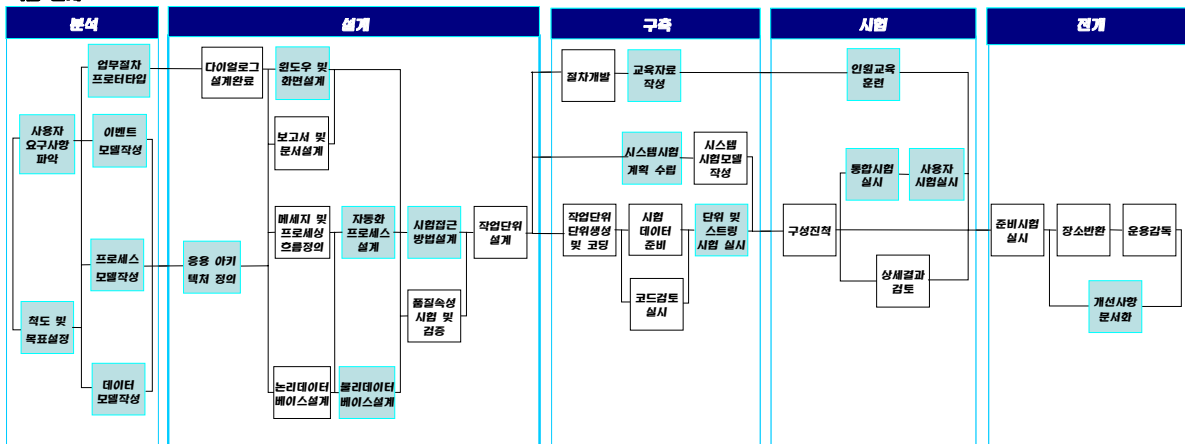 분석
설계
구축
시험
전개
업무절차
프로터타입
사용자
요구사항
파악
이벤트
모델작성
프로세스
모델작성
척도 및
목표설정
데이터
모델작성
다이얼로그
설계완료
윈도우 및
화면설계
보고서 및
문서설계
메세지 및
프로세싱
흐름정의
자동화
프로세스
설계
시험접근
방법설계
작업단위
설계
응용 아키
텍처 정의
품질속성
시험 및
검증
논리데이터
베이스설계
물리데이터
베이스설계
절차개발
교육자료
작성
시스템시험
계획 수립
시스템
시험모델
작성
작업단위
단위생성
및 코딩
시험
데이터
준비
단위 및
스트링
시험 실시
코드검토
실시
인원교육
훈련
통합시험
실시
사용자
시험실시
구성진척
상세결과
검토
준비시험
실시
장소반환
운용감독
개선사항
문서화